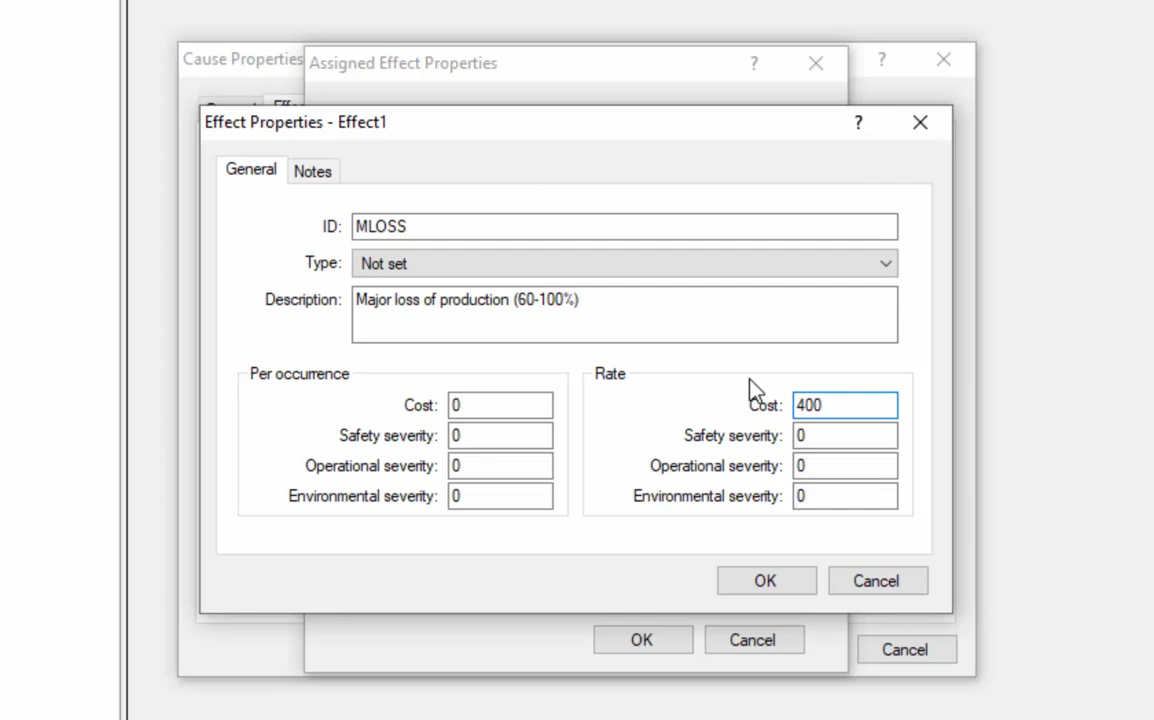 Cause Properties
Assigned Effect Properties
?
?
Effect Properties - Effect1
?
General
Notes
ID:
MLOSS
Type:
Not set
Description:
Major loss of production (60-100%)
Per occurrence
Rate
Cost:
0
Cost:
400
Safety severity:
0
Safety severity:
0
Operational severity:
0
Operational severity:
0
Environmental severity:
0
Environmental severity:
0
OK
Cancel
OK
Cancel
Cancel